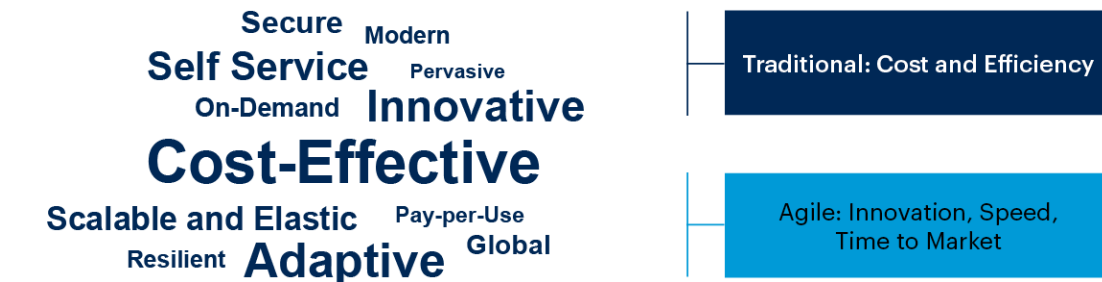 Secure
Modern
Self Service
Pervasive
On-Demand
Innovative
Cost-Effective
Scalable and Elastic
Pay-per-Use
Global
Resilient
Adaptive
Traditional: Cost and Efficiency
Agile: Innovation, Speed,
Time to Market